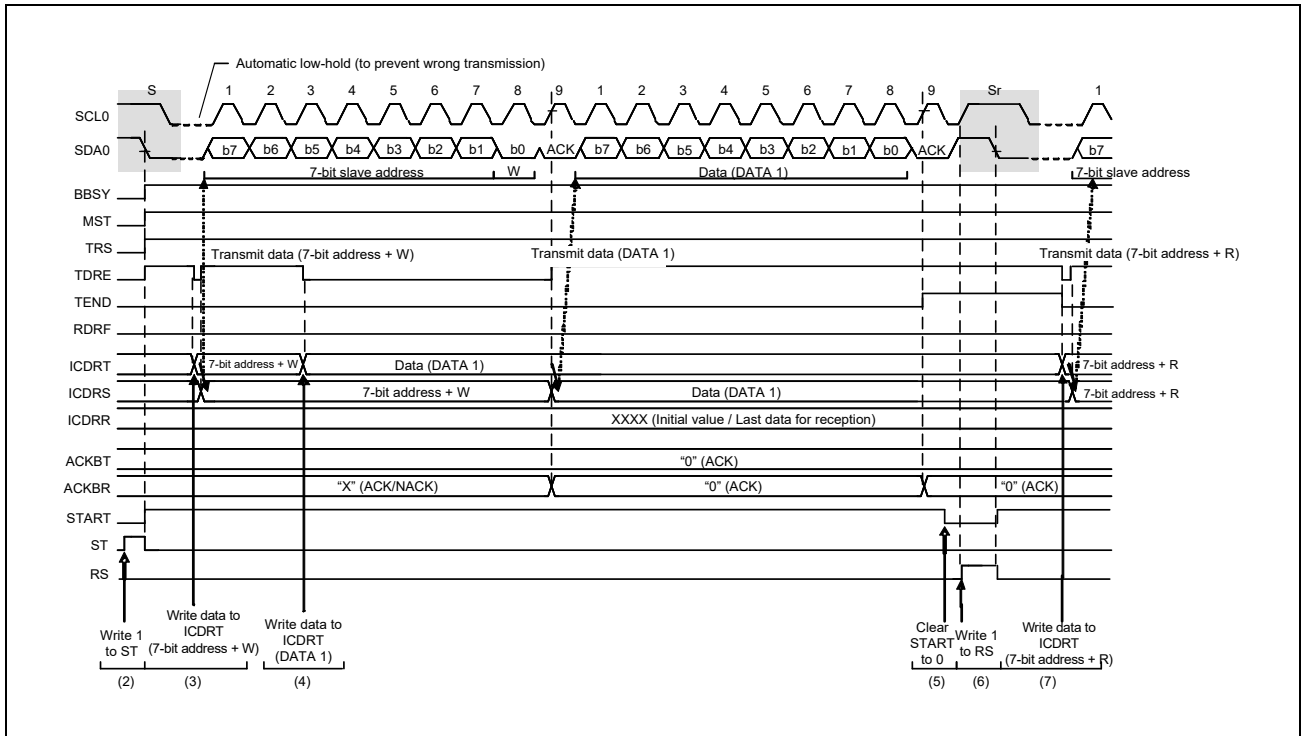 Automatic low-hold (to prevent wrong transmission)
S 1 2 3 4 5 6 7 8 9 1 2 3 4 5 6 7 8 9 Sr 1
SCL0
SDA0 b7 b6 b5 b4 b3 b2 b1 b0 ACK b7 b6 b5 b4 b3 b2 b1 b0 ACK b7
7-bit slave address W Data (DATA 1) 7-bit slave address
BBSY
MST
TRS
Transmit data (7-bit address + W) Transmit data (DATA 1) Transmit data (7-bit address + R)
TDRE
TEND
RDRF
ICDRT 7-bit address + W Data (DATA 1) 7-bit address + R
ICDRS 7-bit address + W Data (DATA 1) 7-bit address + R
ICDRR XXXX (Initial value / Last data for reception)
ACKBT "0" (ACK)
ACKBR "X" (ACK/NACK) "0" (ACK) "0" (ACK)
START
ST
RS
Write 1
to ST
Write data to
ICDRT
(7-bit address + W)
Write data to
ICDRT
(DATA 1)
Clear
START
to 0
Write 1
to RS
Write data to
ICDRT
(7-bit address + R)
(2) (3) (4) (5) (6) (7)